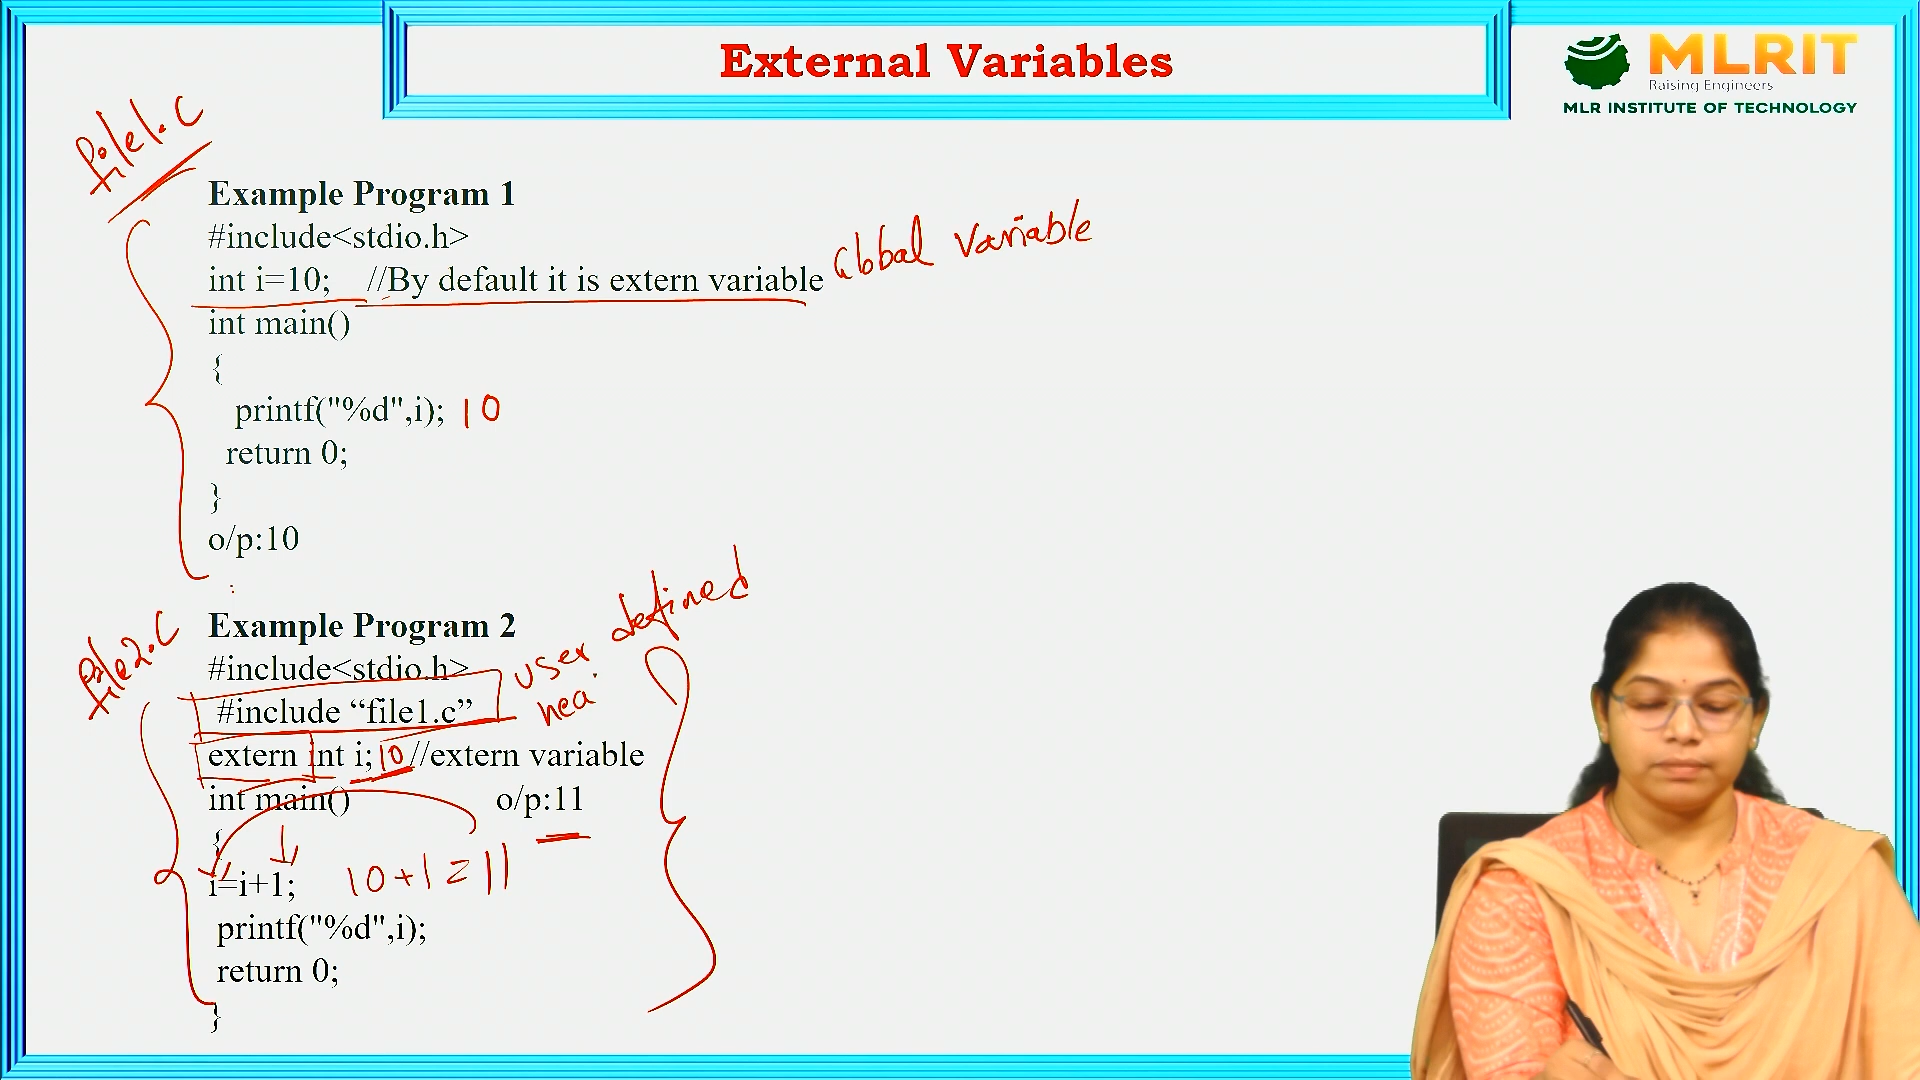 External Variables
MLRIT
Raising Engineers
MLR INSTITUTE OF TECHNOLOGY
file1.c
Example Program 1
#include<stdio.h>
int i=10; //By default it is extern variable
Global Variable
int main()
{
printf("%d",i); 10
return 0;
}
o/p:10
file2.c
Example Program 2
#include<stdio.h>
user defined
#include “file1.c”
hea
extern int i; 10 //extern variable
int main() o/p:11
{
i=i+1; 10+1=11
printf("%d",i);
return 0;
}